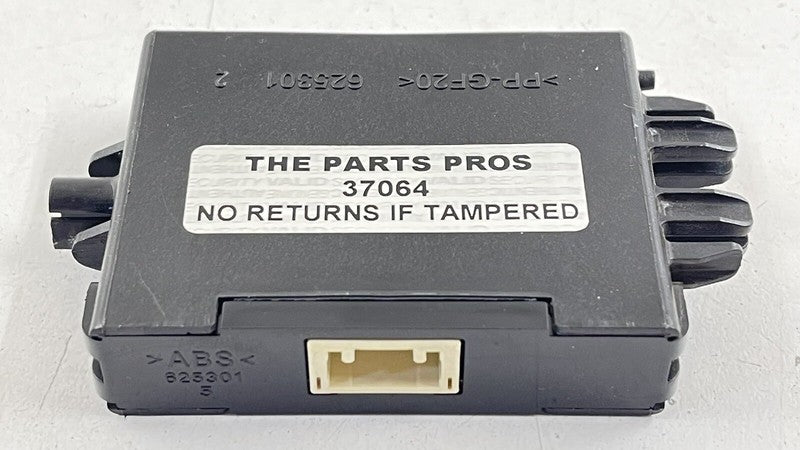 >PP-GF20< 625301 2
THE PARTS PROS
37064
NO RETURNS IF TAMPERED
>ABS<
625301
5